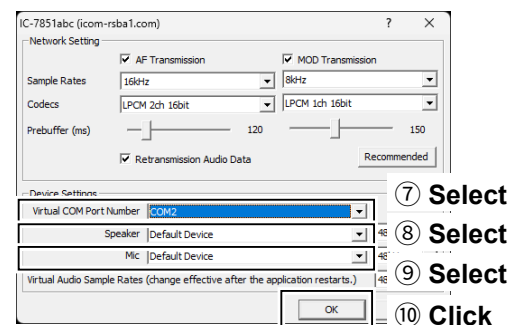 IC-7851abc (icom-rsba1.com) ? ×
Network Setting
AF Transmission MOD Transmission
Sample Rates 16kHz 8kHz
Codecs LPCM 2ch 16bit LPCM 1ch 16bit
Prebuffer (ms) 120 150
Retransmission Audio Data Recommended
Device Settings
Virtual COM Port Number COM2 ⑦ Select
Speaker Default Device 48 ⑧ Select
Mic Default Device 48 ⑨ Select
Virtual Audio Sample Rates (change effective after the application restarts.) 48
OK ⑩ Click